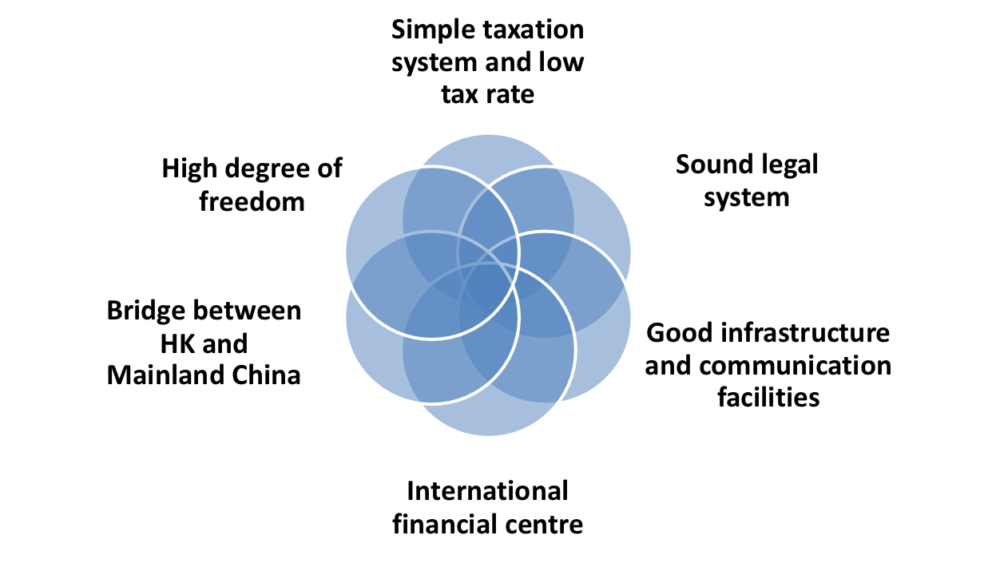 Simple taxation
system and low
tax rate
High degree of
freedom
Sound legal
system
Bridge between
HK and
Mainland China
Good infrastructure
and communication
facilities
International
financial centre